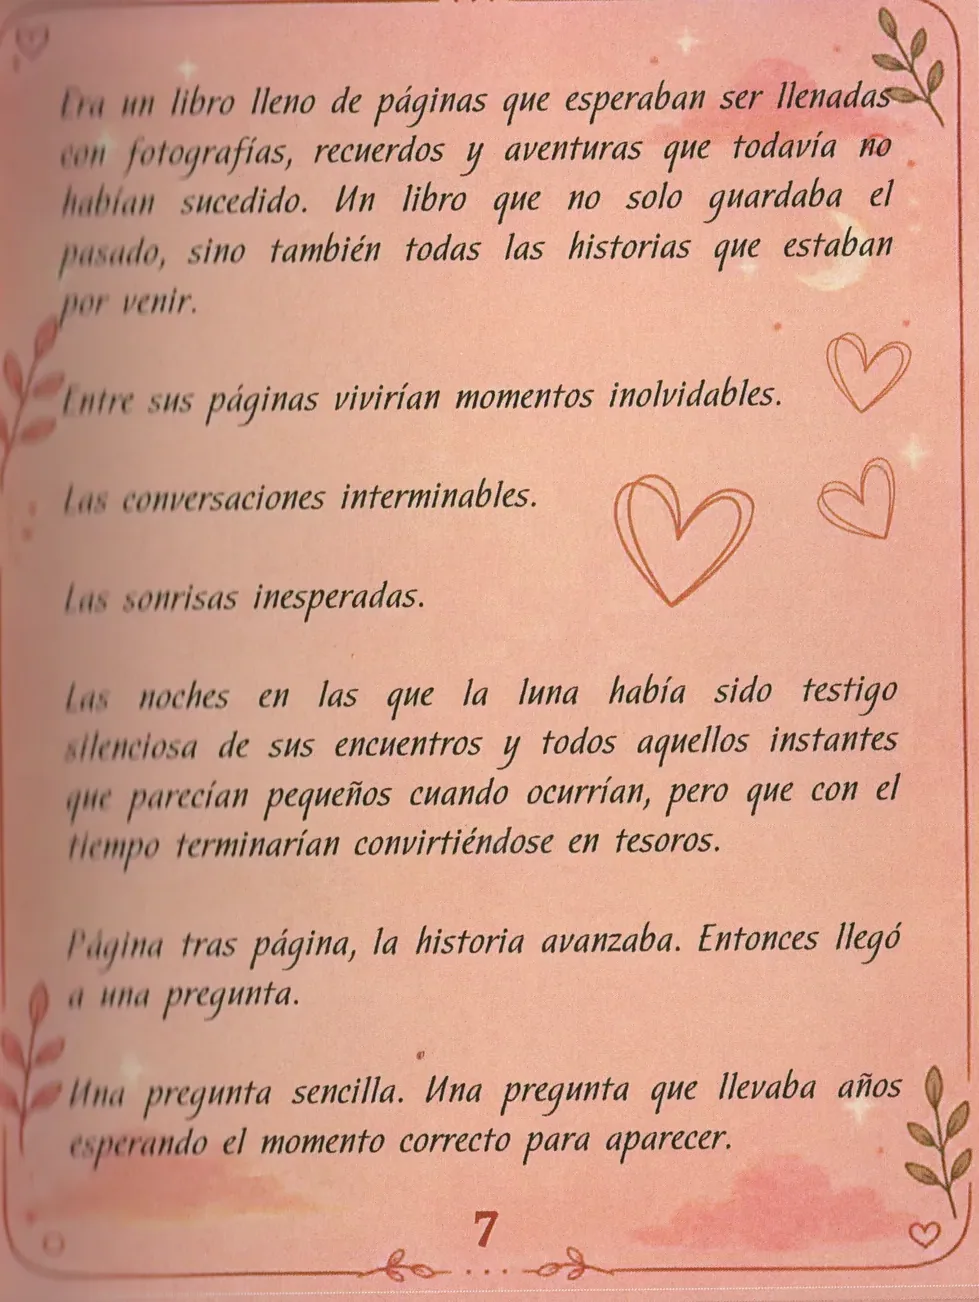 Era un libro lleno de páginas que esperaban ser llenadas
con fotografías, recuerdos y aventuras que todavía no
habían sucedido. Un libro que no solo guardaba el
pasado, sino también todas las historias que estaban
por venir.
Entre sus páginas vivirían momentos inolvidables.
Las conversaciones interminables.
Las sonrisas inesperadas.
Las noches en las que la luna había sido testigo
silenciosa de sus encuentros y todos aquellos instantes
que parecían pequeños cuando ocurrían, pero que con el
tiempo terminarían convirtiéndose en tesoros.
Página tras página, la historia avanzaba. Entonces llegó
a una pregunta.
Una pregunta sencilla. Una pregunta que llevaba años
esperando el momento correcto para aparecer.
7